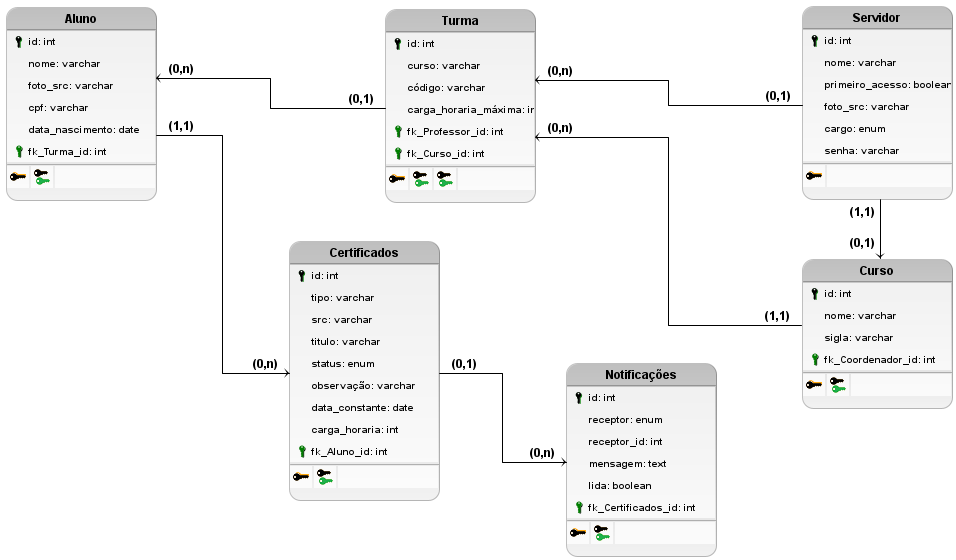 Aluno
id: int
nome: varchar
foto_src: varchar
cpf: varchar
data_nascimento: date
fk_Turma_id: int
(0,n)
(0,1)
(1,1)
Turma
id: int
curso: varchar
código: varchar
carga_horaria_máxima: ir
fk_Professor_id: int
fk_Curso_id: int
(0,n)
(0,1)
(0,n)
(1,1)
Servidor
id: int
nome: varchar
primeiro_acesso: boolean
foto_src: varchar
cargo: enum
senha: varchar
(1,1)
(0,1)
Curso
id: int
nome: varchar
sigla: varchar
fk_Coordenador_id: int
Certificados
id: int
tipo: varchar
src: varchar
titulo: varchar
status: enum
observação: varchar
data_constante: date
carga_horaria: int
fk_Aluno_id: int
(0,n)
(0,1)
(0,n)
Notificações
id: int
receptor: enum
receptor_id: int
mensagem: text
lida: boolean
fk_Certificados_id: int